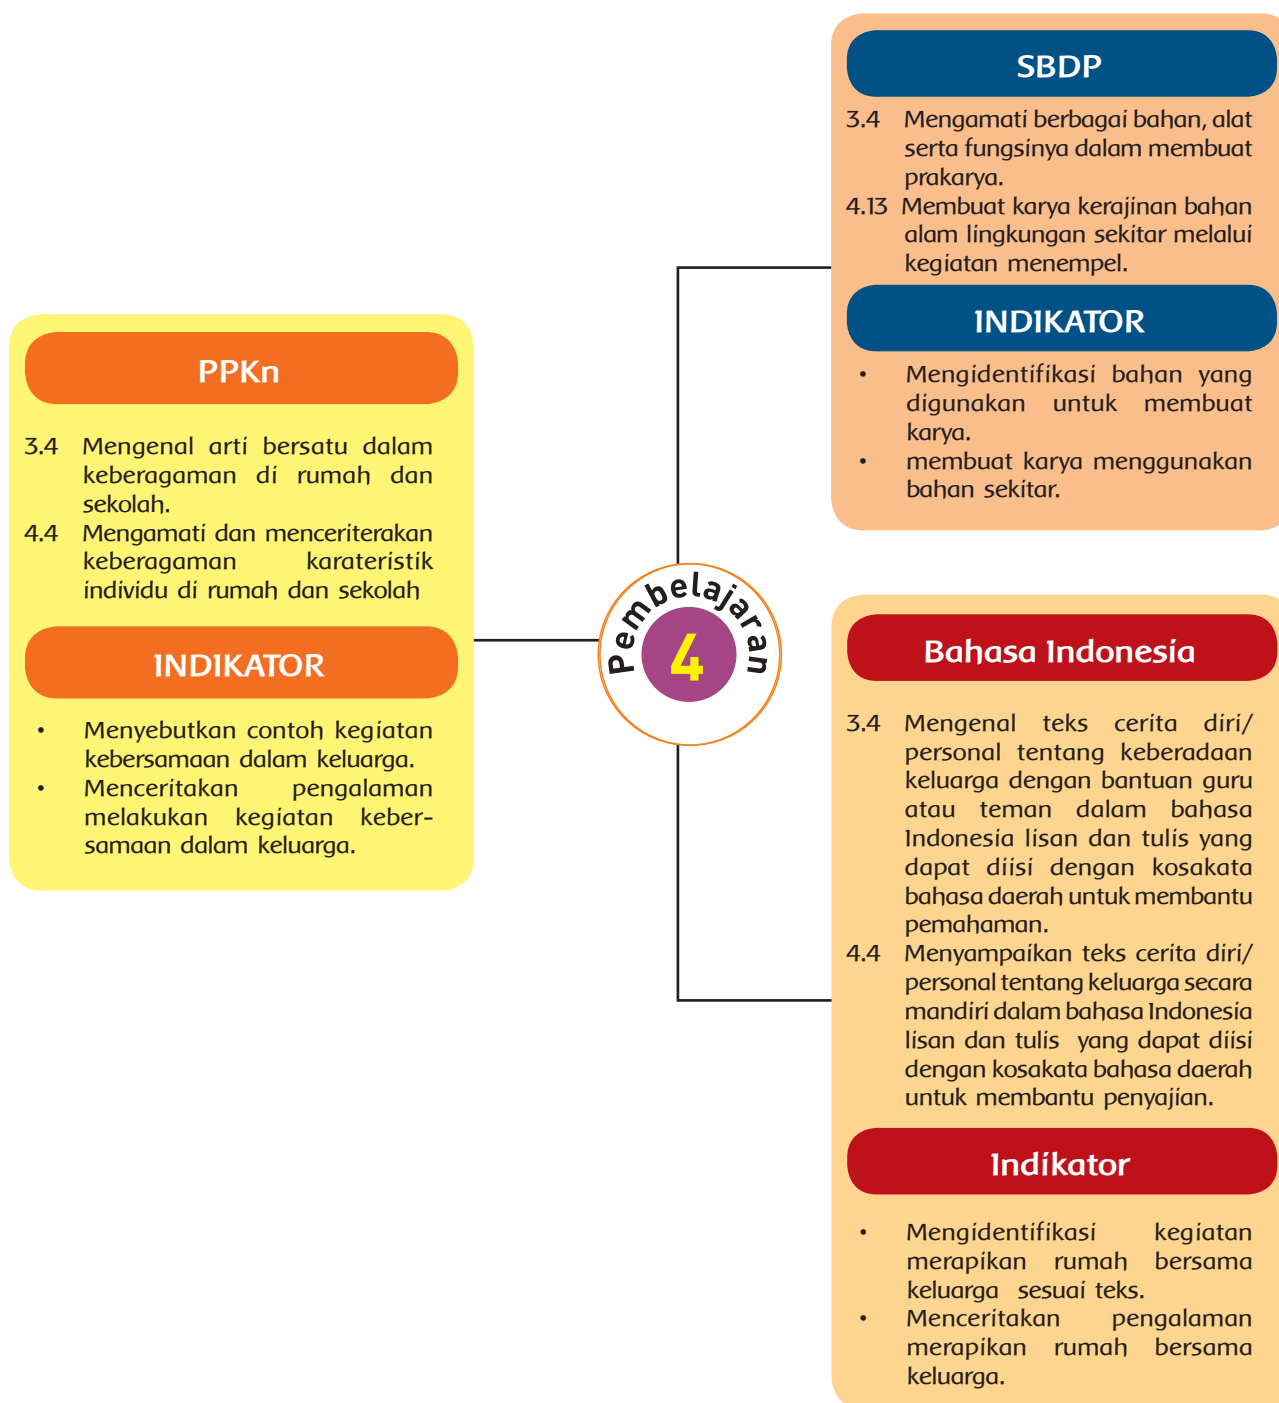 PPKn
3.4 Mengenal arti bersatu dalam
keberagaman di rumah dan
sekolah.
4.4 Mengamati dan menceriterakan
keberagaman karateristik
individu di rumah dan sekolah
INDIKATOR
• Menyebutkan contoh kegiatan
kebersamaan dalam keluarga.
• Menceritakan pengalaman
melakukan kegiatan keber-
samaan dalam keluarga.
Pembelajaran
4
SBDP
3.4 Mengamati berbagai bahan, alat
serta fungsinya dalam membuat
prakarya.
4.13 Membuat karya kerajinan bahan
alam lingkungan sekitar melalui
kegiatan menempel.
INDIKATOR
• Mengidentifikasi bahan yang
digunakan untuk membuat
karya.
• membuat karya menggunakan
bahan sekitar.
Bahasa Indonesia
3.4 Mengenal teks cerita diri/
personal tentang keberadaan
keluarga dengan bantuan guru
atau teman dalam bahasa
Indonesia lisan dan tulis yang
dapat diisi dengan kosakata
bahasa daerah untuk membantu
pemahaman.
4.4 Menyampaikan teks cerita diri/
personal tentang keluarga secara
mandiri dalam bahasa Indonesia
lisan dan tulis yang dapat diisi
dengan kosakata bahasa daerah
untuk membantu penyajian.
Indikator
• Mengidentifikasi kegiatan
merapikan rumah bersama
keluarga sesuai teks.
• Menceritakan pengalaman
merapikan rumah bersama
keluarga.